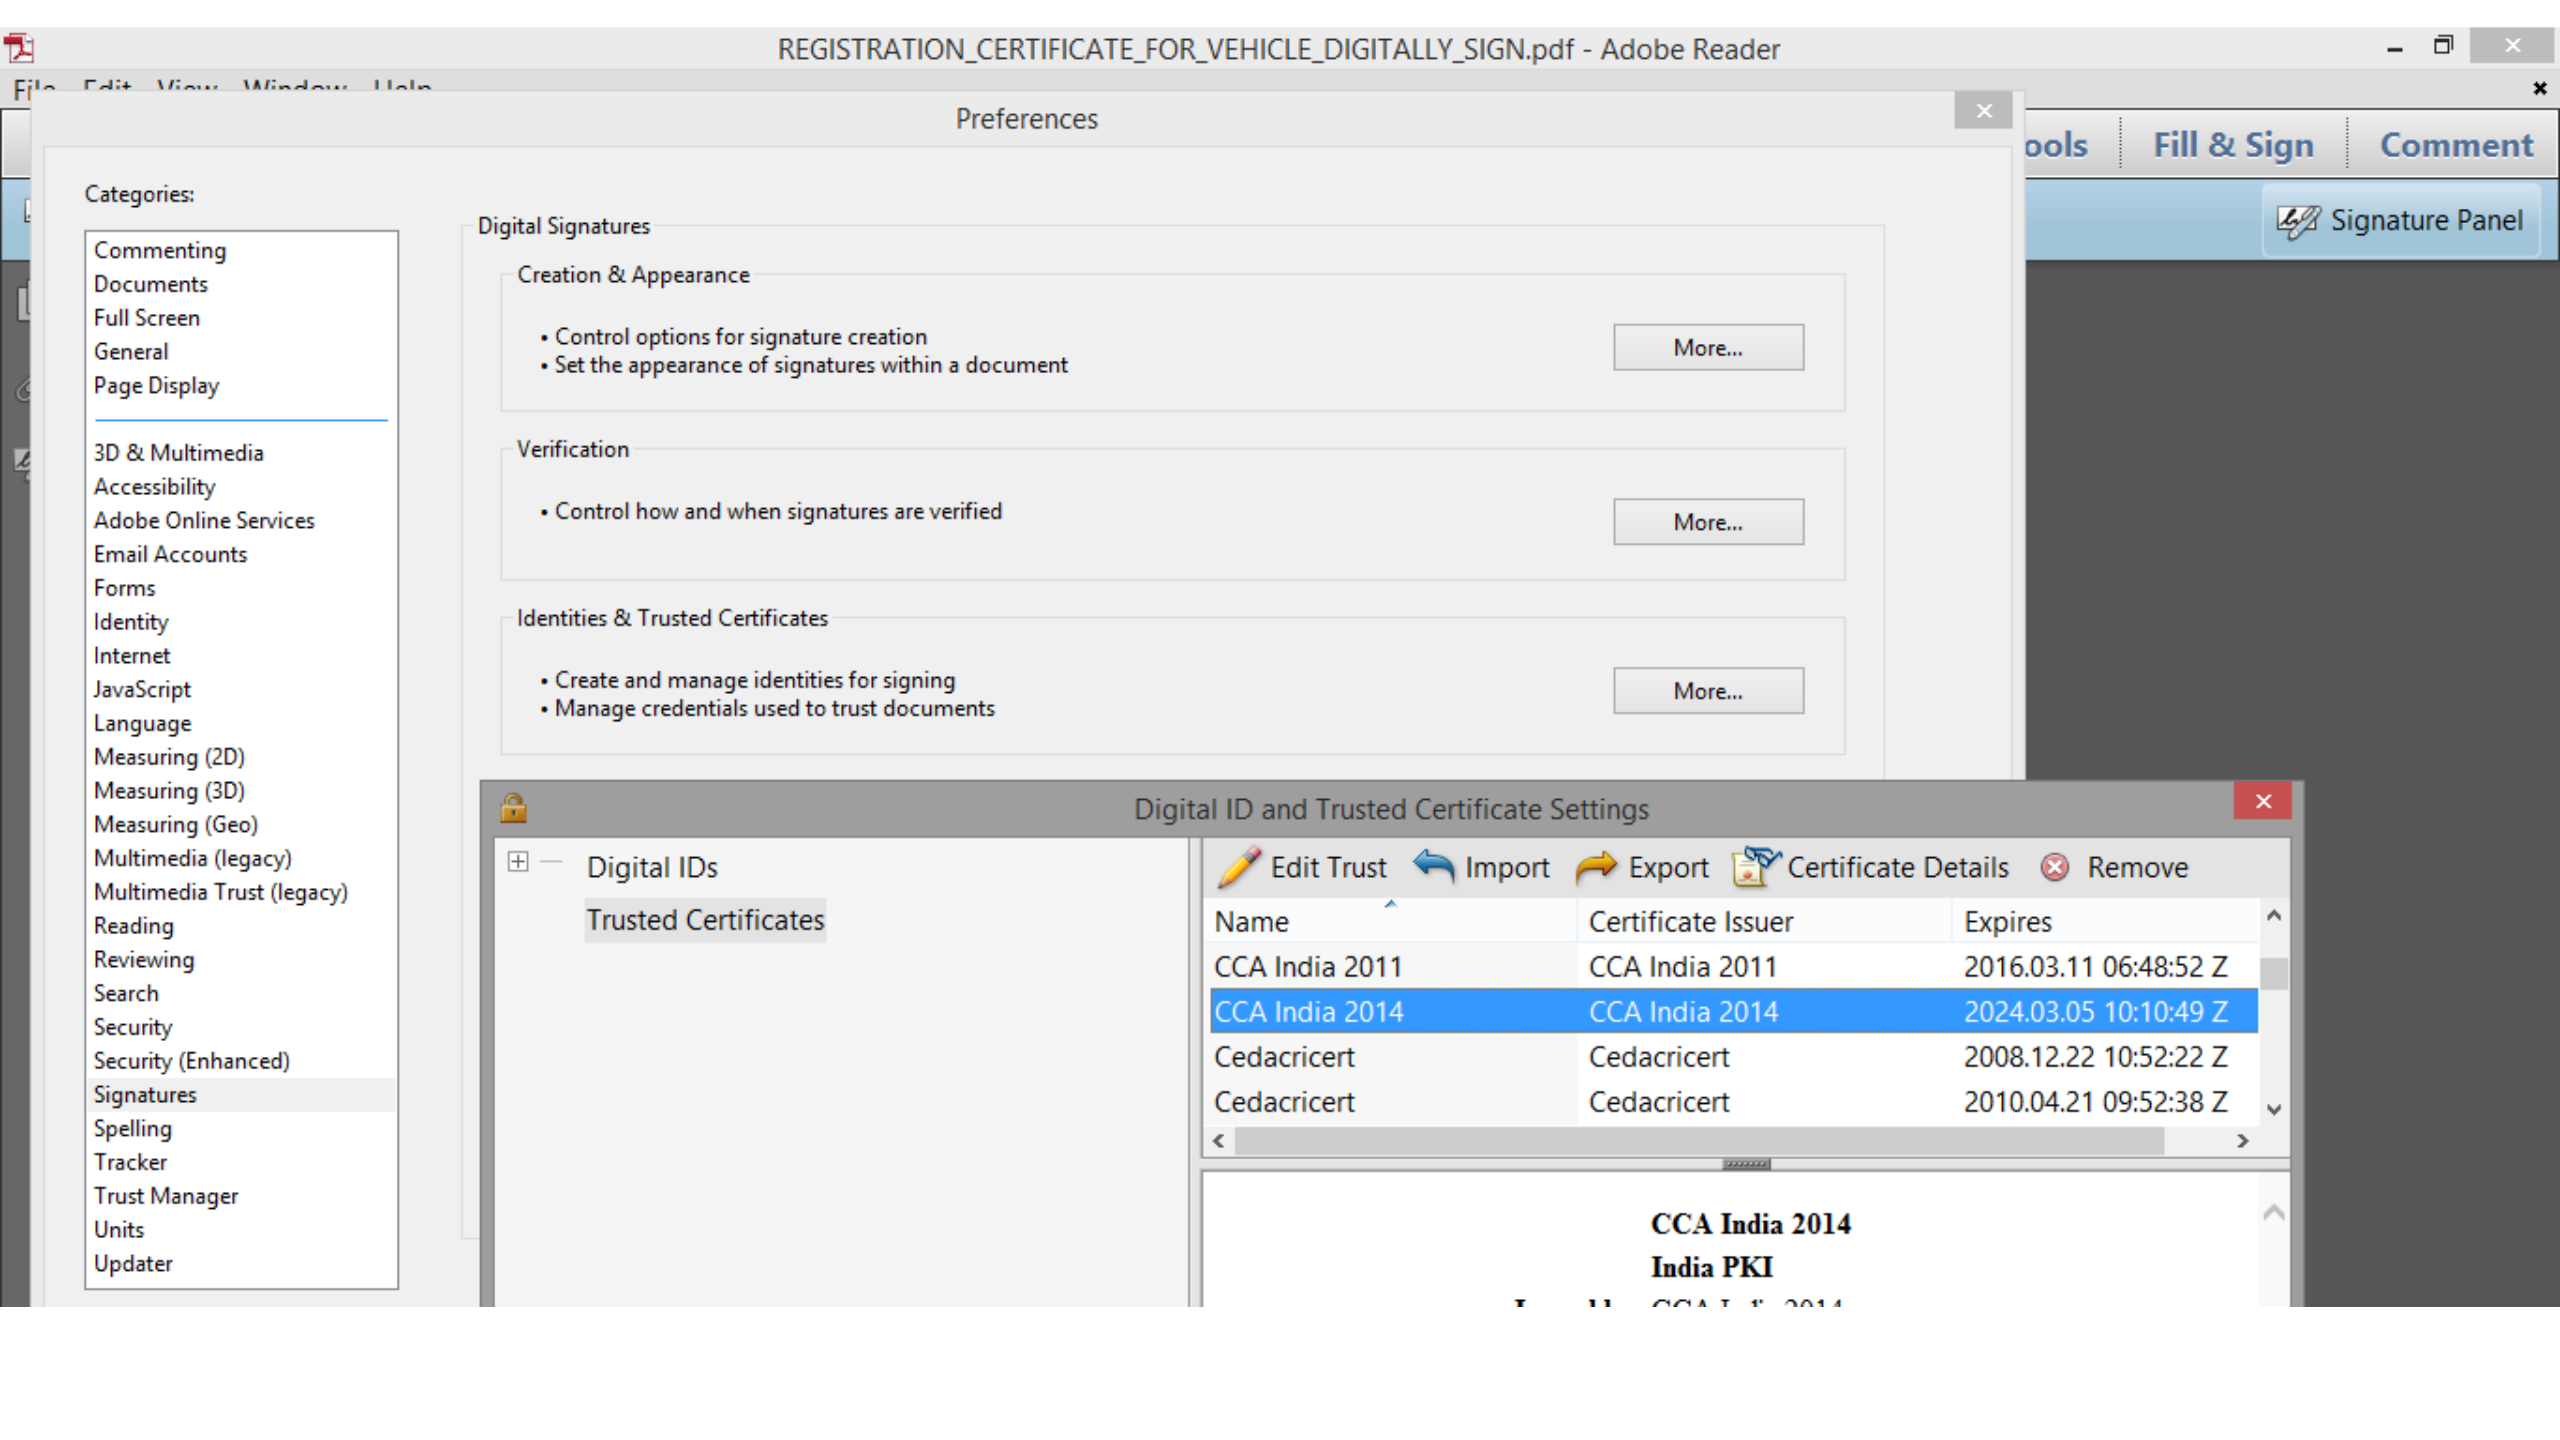 REGISTRATION_CERTIFICATE_FOR_VEHICLE_DIGITALLY_SIGN.pdf - Adobe Reader
File Edit View Window Help
Preferences
ools Fill & Sign Comment
Signature Panel
Categories:
Commenting
Documents
Full Screen
General
Page Display
3D & Multimedia
Accessibility
Adobe Online Services
Email Accounts
Forms
Identity
Internet
JavaScript
Language
Measuring (2D)
Measuring (3D)
Measuring (Geo)
Multimedia (legacy)
Multimedia Trust (legacy)
Reading
Reviewing
Search
Security
Security (Enhanced)
Signatures
Spelling
Tracker
Trust Manager
Units
Updater
Digital Signatures
Creation & Appearance
• Control options for signature creation
• Set the appearance of signatures within a document
More...
Verification
• Control how and when signatures are verified
More...
Identities & Trusted Certificates
• Create and manage identities for signing
• Manage credentials used to trust documents
More...
Digital ID and Trusted Certificate Settings
Digital IDs
Trusted Certificates
Edit Trust Import Export Certificate Details Remove
Name Certificate Issuer Expires
CCA India 2011 CCA India 2011 2016.03.11 06:48:52 Z
CCA India 2014 CCA India 2014 2024.03.05 10:10:49 Z
Cedacricert Cedacricert 2008.12.22 10:52:22 Z
Cedacricert Cedacricert 2010.04.21 09:52:38 Z
CCA India 2014
India PKI
CCA India 2014